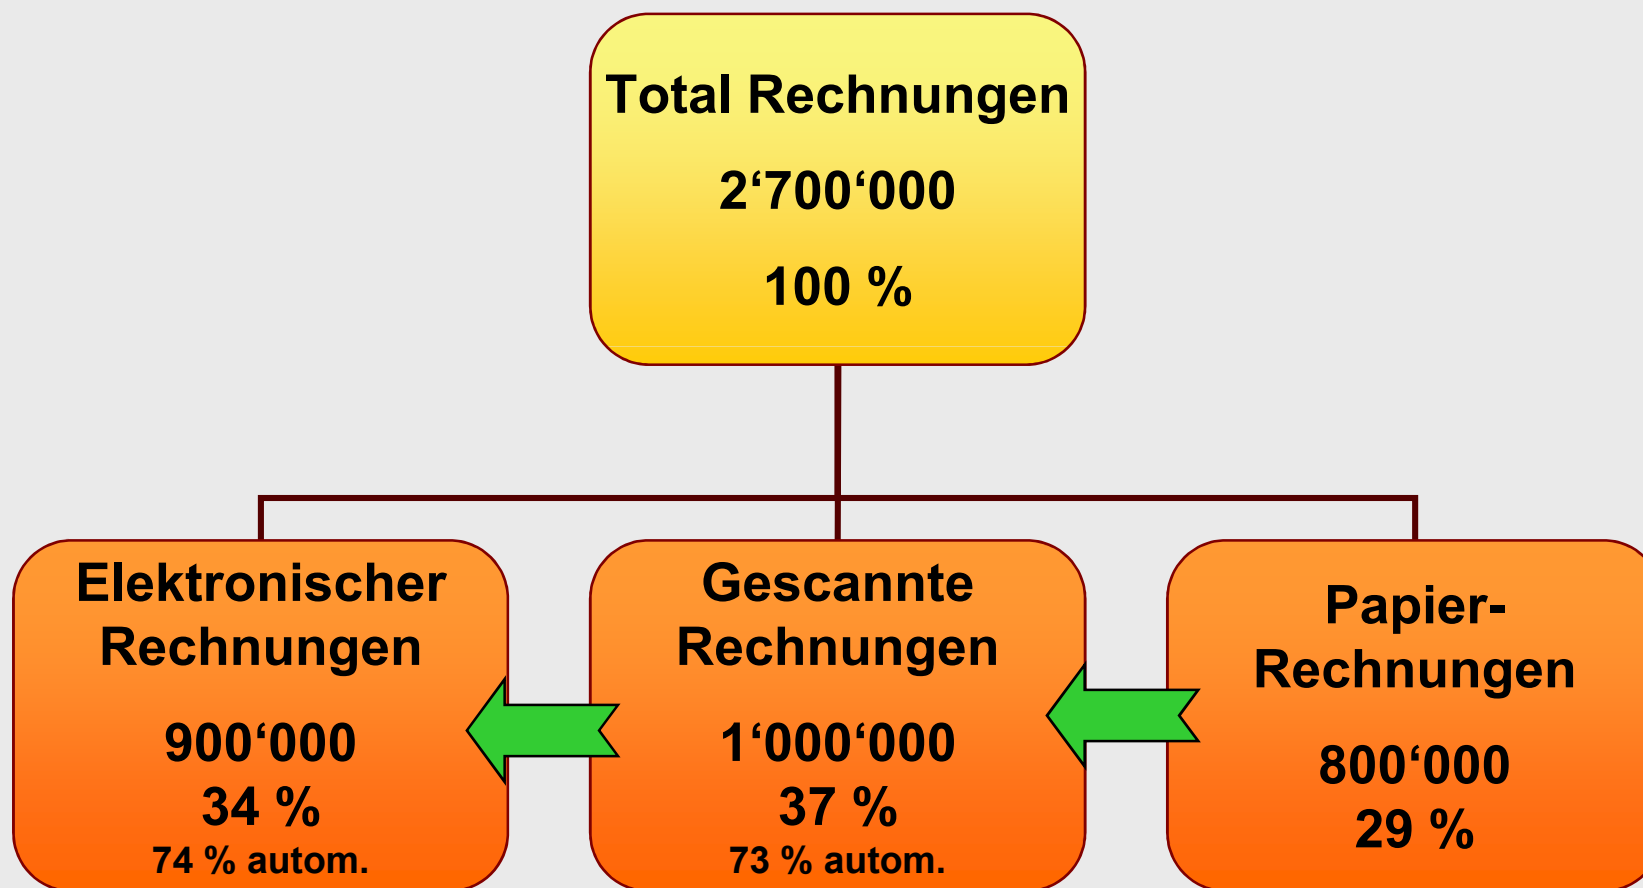 Total Rechnungen
2‘700‘000
100 %
Elektronischer
Rechnungen
900‘000
34 %
74 % autom.
Gescannte
Rechnungen
1‘000‘000
37 %
73 % autom.
Papier-
Rechnungen
800‘000
29 %